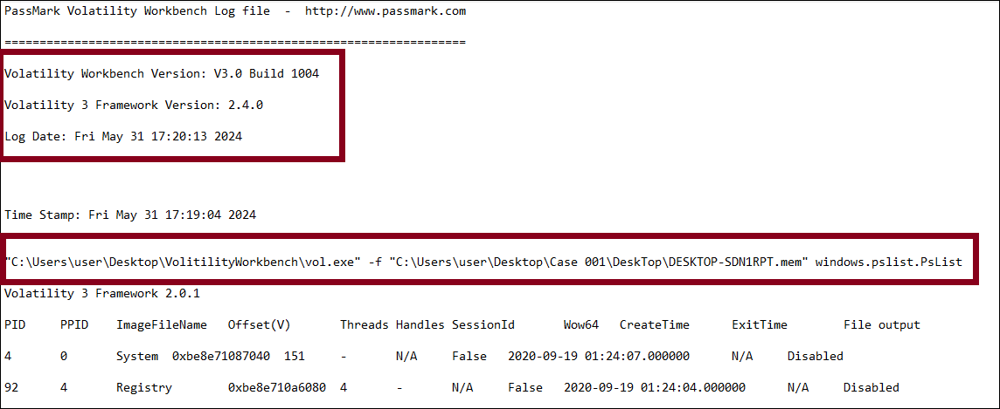 PassMark Volatility Workbench Log file  -  http://www.passmark.com
==================================================================
Volatility Workbench Version: V3.0 Build 1004
Volatility 3 Framework Version: 2.4.0
Log Date: Fri May 31 17:20:13 2024
Time Stamp: Fri May 31 17:19:04 2024
"C:\Users\user\Desktop\VolitilityWorkbench\vol.exe" -f "C:\Users\user\Desktop\Case 001\DeskTop\DESKTOP-SDN1RPT.mem" windows.pslist.PsList
Volatility 3 Framework 2.0.1
PID PPID ImageFileName Offset(V) Threads Handles SessionId Wow64 CreateTime ExitTime File output
4 0 System 0xbe8e71087040 151 - N/A False 2020-09-19 01:24:07.000000 N/A Disabled
92 4 Registry 0xbe8e710a6080 4 - N/A False 2020-09-19 01:24:04.000000 N/A Disabled